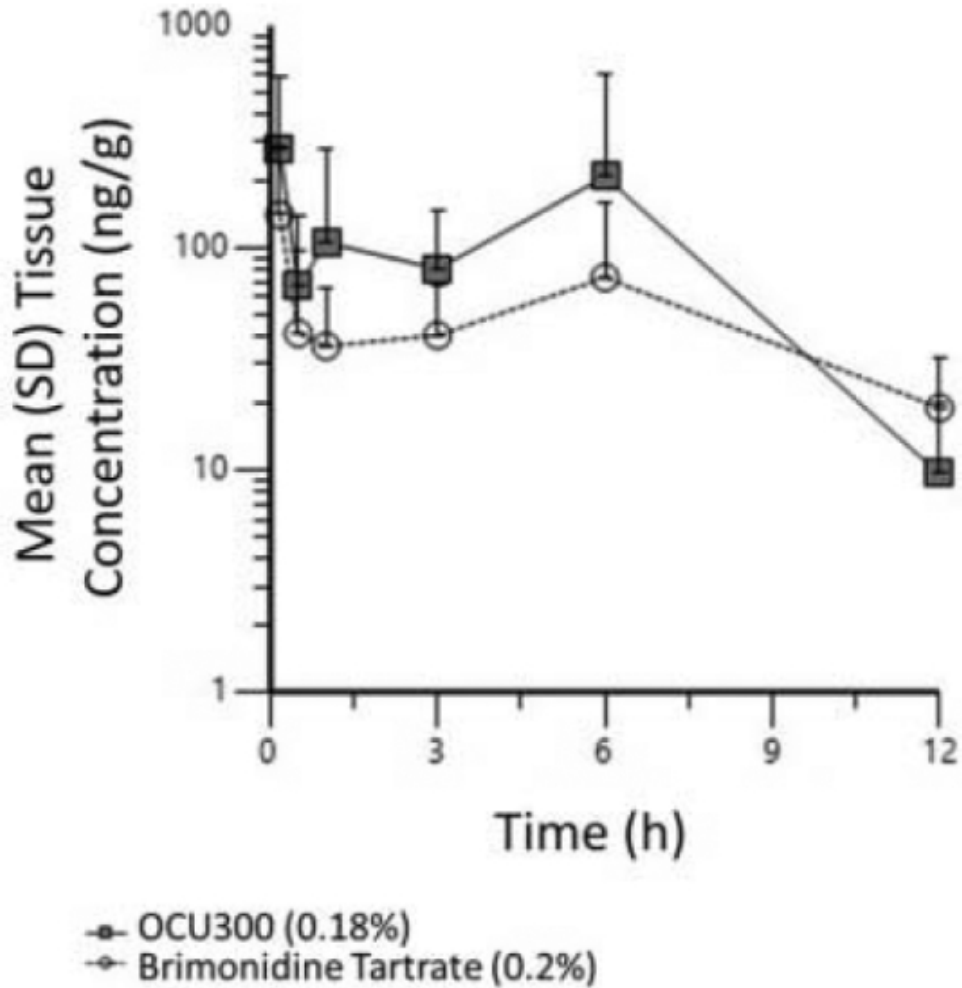 Mean (SD) Tissue
Concentration (ng/g)
1000
100
10
1
0 3 6 9 12
Time (h)
OCU300 (0.18%)
Brimonidine Tartrate (0.2%)